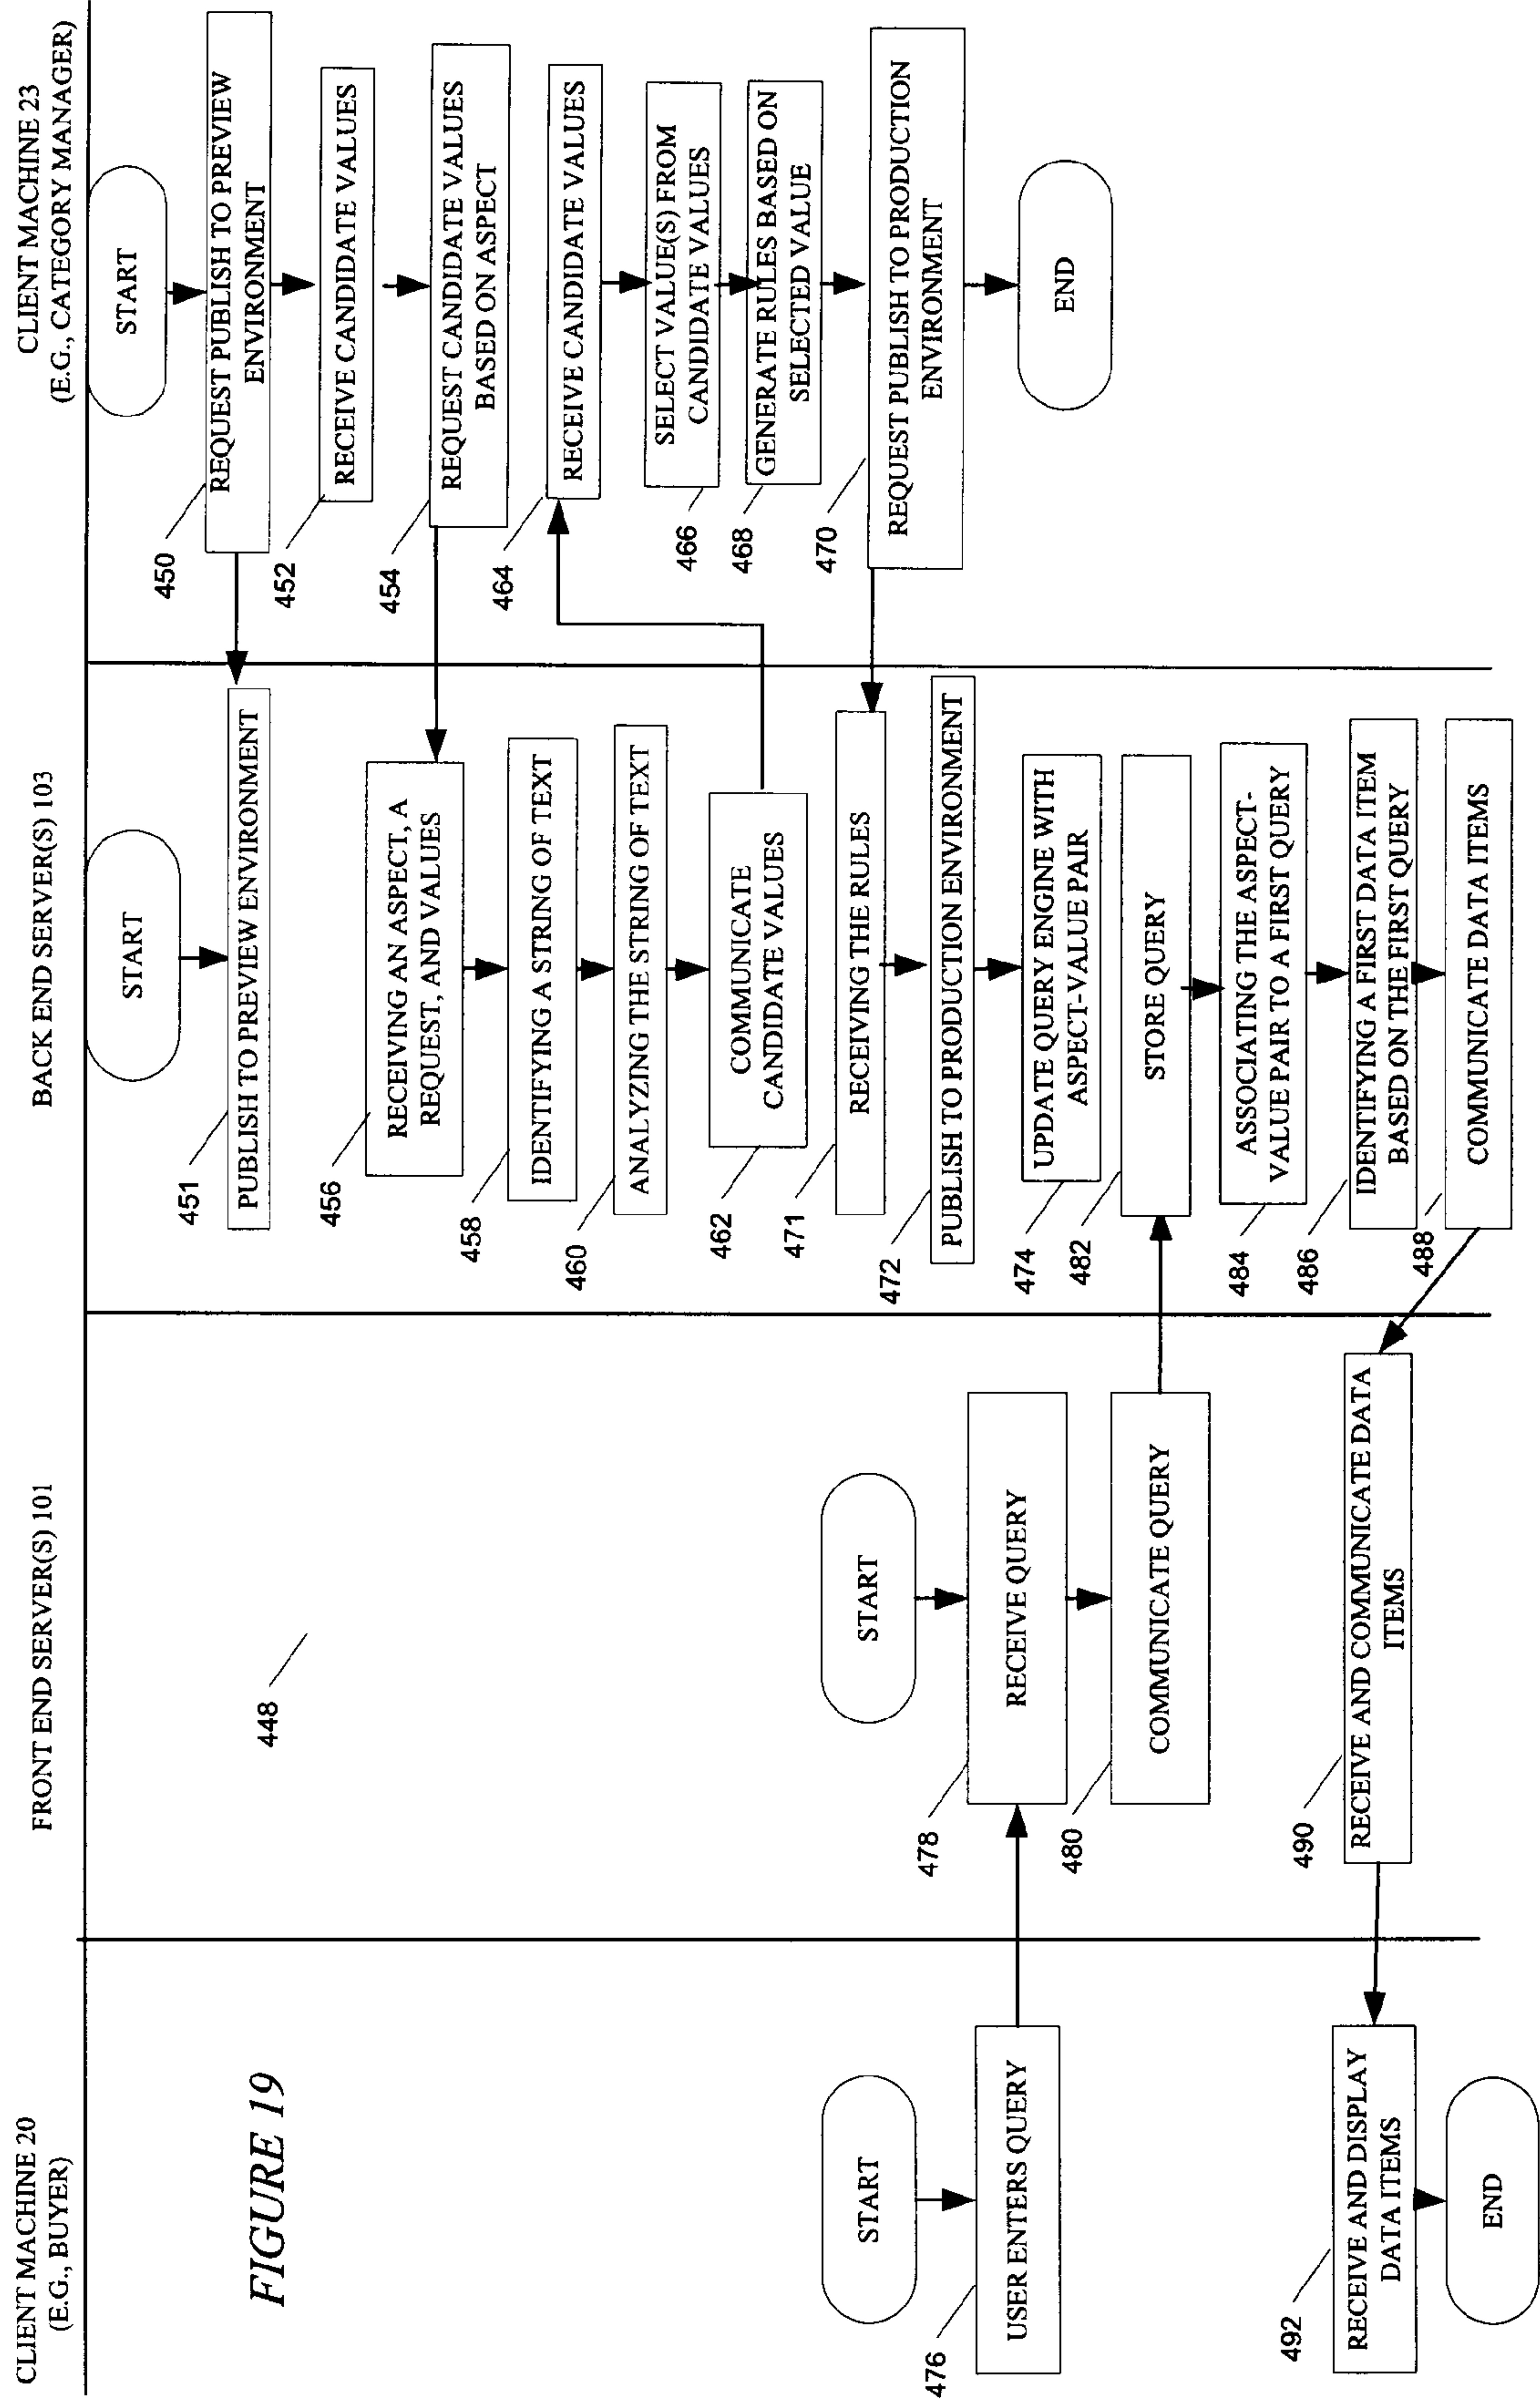 CLIENT MACHINE 20
(E.G., BUYER)
FIGURE 19
START
476
USER ENTERS QUERY
492
RECEIVE AND DISPLAY
DATA ITEMS
END
FRONT END SERVER(S) 101
448
START
478
RECEIVE QUERY
480
COMMUNICATE QUERY
490
RECEIVE AND COMMUNICATE DATA
ITEMS
BACK END SERVER(S) 103
START
451
PUBLISH TO PREVIEW ENVIRONMENT
456
RECEIVING AN ASPECT, A
REQUEST, AND VALUES
458
IDENTIFYING A STRING OF TEXT
460
ANALYZING THE STRING OF TEXT
462
COMMUNICATE
CANDIDATE VALUES
471
RECEIVING THE RULES
472
PUBLISH TO PRODUCTION ENVIRONMENT
474
UPDATE QUERY ENGINE WITH
ASPECT-VALUE PAIR
482
STORE QUERY
484
ASSOCIATING THE ASPECT-
VALUE PAIR TO A FIRST QUERY
486
IDENTIFYING A FIRST DATA ITEM
BASED ON THE FIRST QUERY
488
COMMUNICATE DATA ITEMS
CLIENT MACHINE 23
(E.G., CATEGORY MANAGER)
START
450
REQUEST PUBLISH TO PREVIEW
ENVIRONMENT
452
RECEIVE CANDIDATE VALUES
454
REQUEST CANDIDATE VALUES
BASED ON ASPECT
464
RECEIVE CANDIDATE VALUES
466
SELECT VALUE(S) FROM
CANDIDATE VALUES
468
GENERATE RULES BASED ON
SELECTED VALUE
470
REQUEST PUBLISH TO PRODUCTION
ENVIRONMENT
END